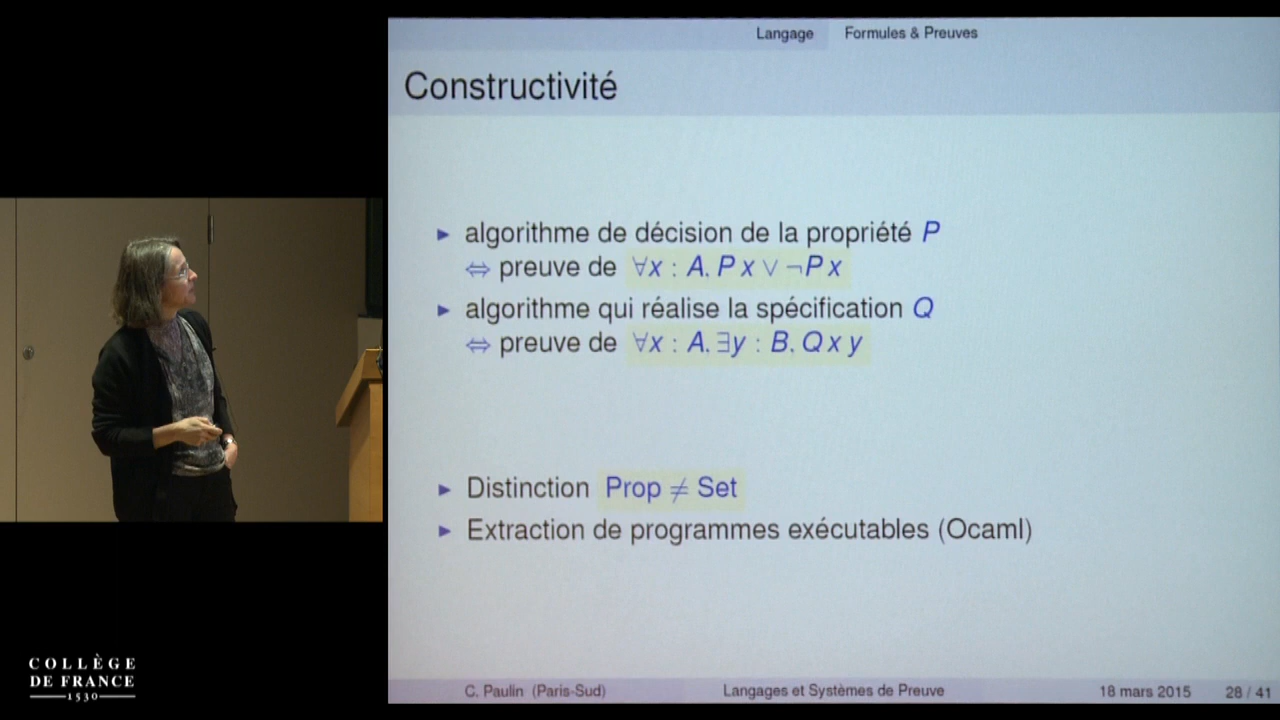 Langage Formules & Preuves
Constructivité
▶ algorithme de décision de la propriété P
⇔ preuve de ∀x : A. P x ∨ ¬P x
▶ algorithme qui réalise la spécification Q
⇔ preuve de ∀x : A. ∃y : B. Q x y
▶ Distinction Prop ≠ Set
▶ Extraction de programmes exécutables (Ocaml)
COLLÈGE
DE FRANCE
1530
C. Paulin (Paris-Sud) Langages et Systèmes de Preuve 18 mars 2015 28 / 41